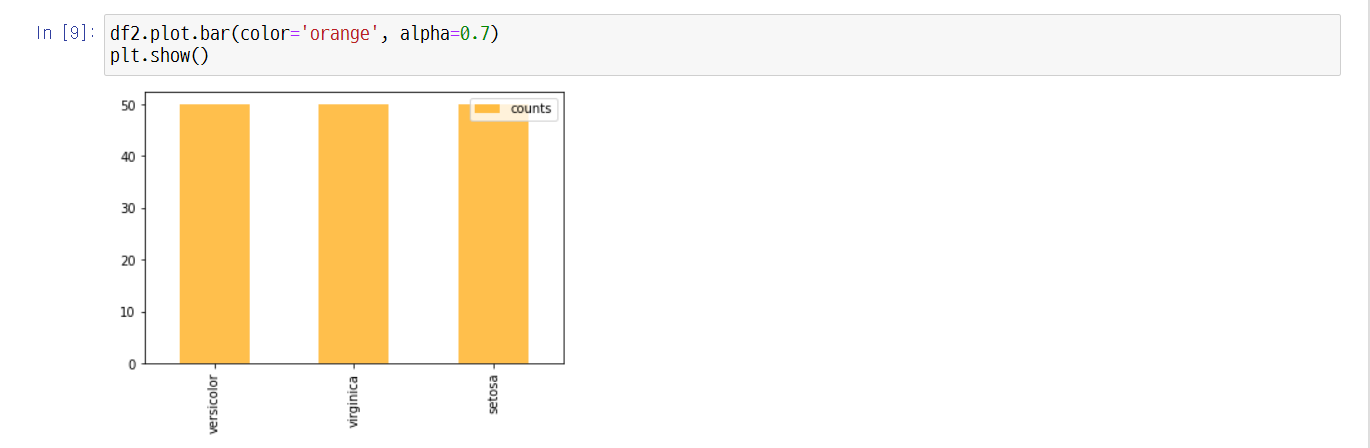 In [9]:
df2.plot.bar(color='orange', alpha=0.7)
plt.show()
counts
50
40
30
20
10
0
versicolor
virginica
setosa